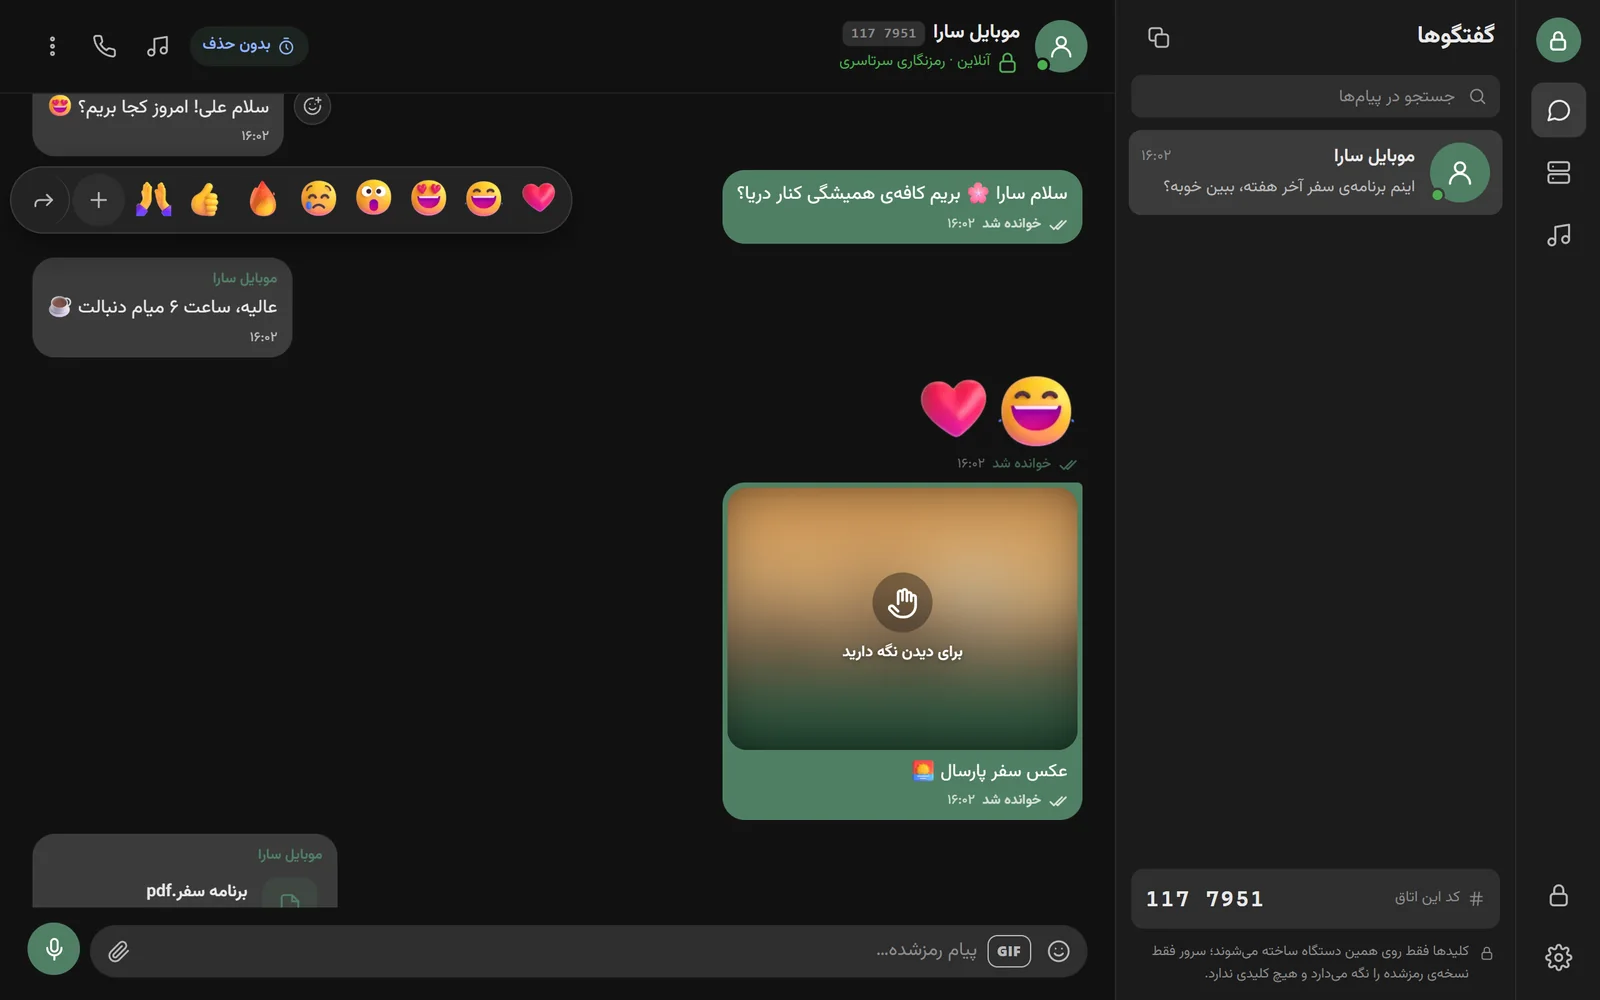 گفتگوها
جستجو در پیام‌ها
موبایل سارا
۱۶:۰۲
اینم برنامه‌ی سفر آخر هفته، ببین خوبه؟
# کد این اتاق
117 7951
کلیدها فقط روی همین دستگاه ساخته می‌شوند؛ سرور فقط
نسخه‌ی رمزشده را نگه می‌دارد و هیچ کلیدی ندارد.
موبایل سارا
117 7951
آنلاین · رمزنگاری سرتاسری
بدون حذف
سلام علی! امروز کجا بریم؟ 😍
۱۶:۰۲
سلام سارا 🌸 بریم کافه‌ی همیشگی کنار دریا؟
خوانده شد ۱۶:۰۲
موبایل سارا
عالیه، ساعت ۶ میام دنبالت ☕
۱۶:۰۲
خوانده شد ۱۶:۰۲
برای دیدن نگه دارید
عکس سفر پارسال 🌅
خوانده شد ۱۶:۰۲
موبایل سارا
برنامه سفر.pdf
GIF
پیام رمزشده...